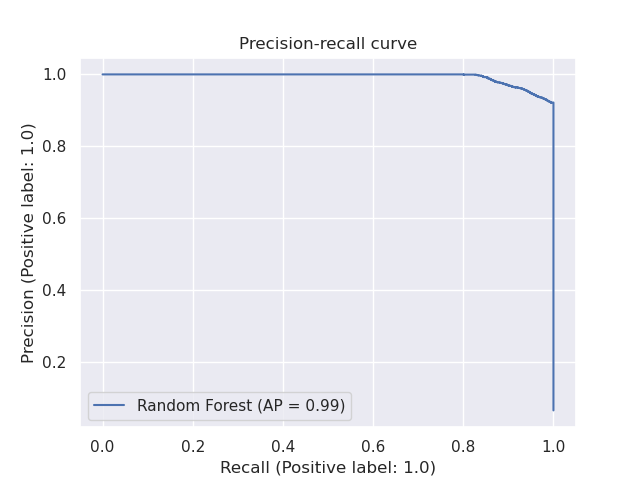 Precision-recall curve
1.0
0.8
0.6
0.4
0.2
Precision (Positive label: 1.0)
Random Forest (AP = 0.99)
0.0 0.2 0.4 0.6 0.8 1.0
Recall (Positive label: 1.0)